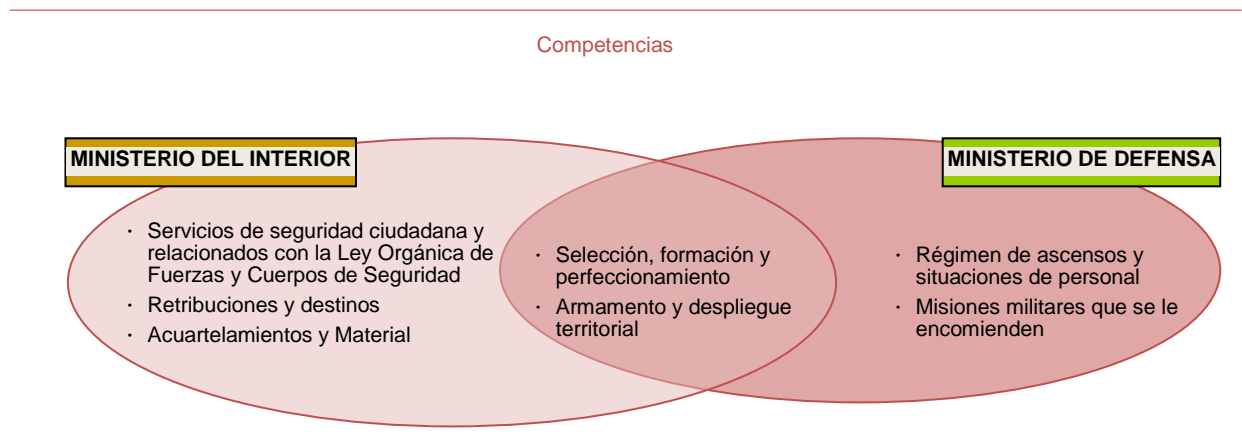 Competencias
MINISTERIO DEL INTERIOR
· Servicios de seguridad ciudadana y
relacionados con la Ley Orgánica de
Fuerzas y Cuerpos de Seguridad
· Retribuciones y destinos
· Acuartelamientos y Material
· Selección, formación y
perfeccionamiento
· Armamento y despliegue
territorial
MINISTERIO DE DEFENSA
· Régimen de ascensos y
situaciones de personal
· Misiones militares que se le
encomienden